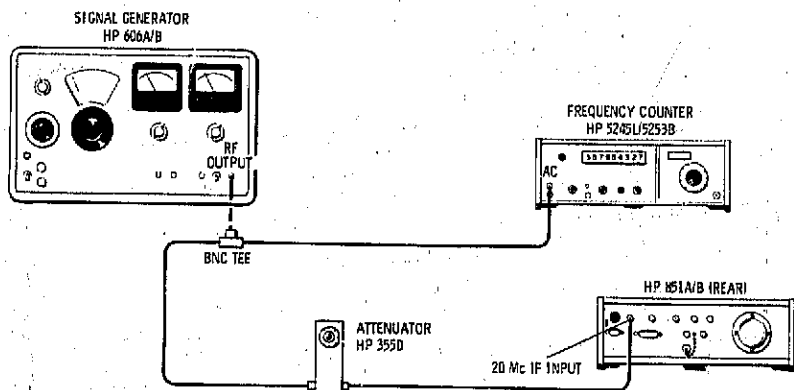 SIGNAL GENERATOR
HP 606A/B
RF
OUTPUT
FREQUENCY COUNTER
HP 5245L/5253B
AC
BNC TEE
HP 851A/B (REAR)
ATTENUATOR
HP 355D
20 Mc IF INPUT